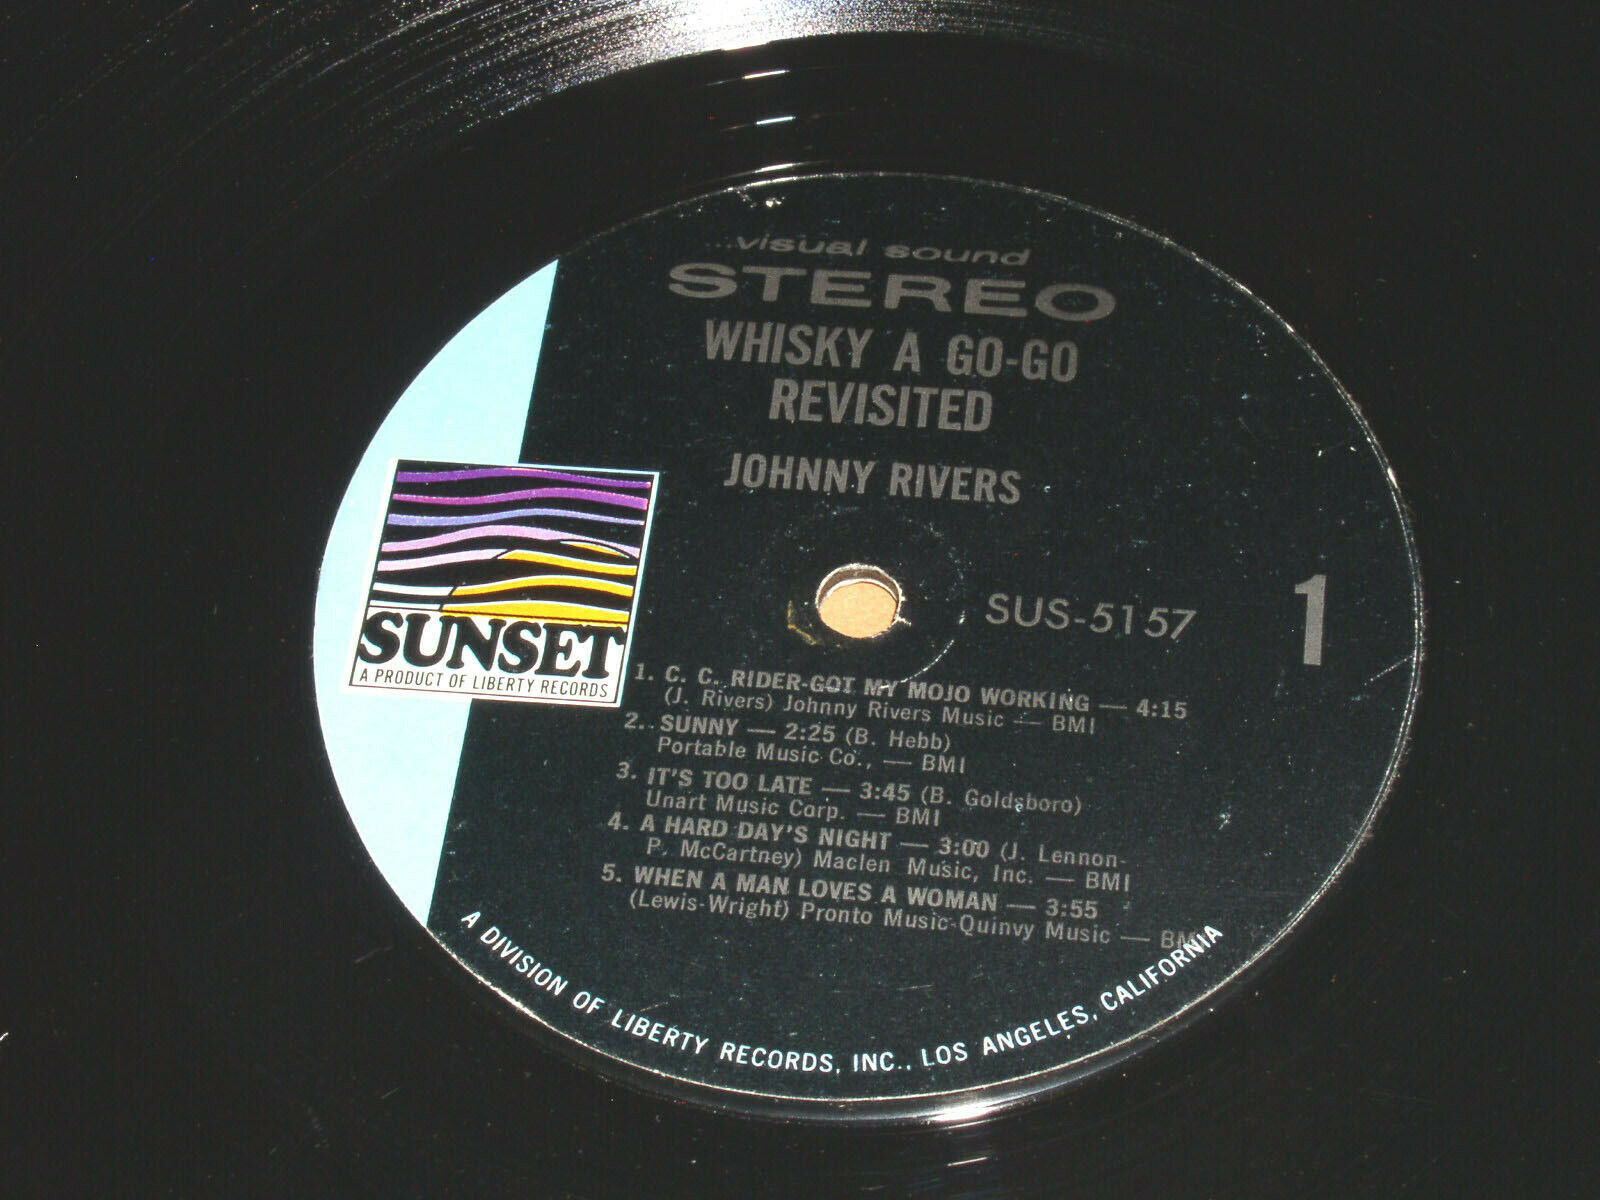 ...visual sound
STEREO
WHISKY A GO-GO
REVISITED
JOHNNY RIVERS
SUS-5157
1
SUNSET
A PRODUCT OF LIBERTY RECORDS
1. C. C. RIDER-GOT MY MOJO WORKING — 4:15
(J. Rivers) Johnny Rivers Music — BMI
2. SUNNY — 2:25 (B. Hebb)
Portable Music Co., — BMI
3. IT'S TOO LATE — 3:45 (B. Goldsboro)
Unart Music Corp. — BMI
4. A HARD DAY'S NIGHT — 3:00 (J. Lennon-
P. McCartney) Maclen Music, Inc. — BMI
5. WHEN A MAN LOVES A WOMAN — 3:55
(Lewis-Wright) Pronto Music-Quinvy Music — BMI
A DIVISION OF LIBERTY RECORDS, INC., LOS ANGELES, CALIFORNIA